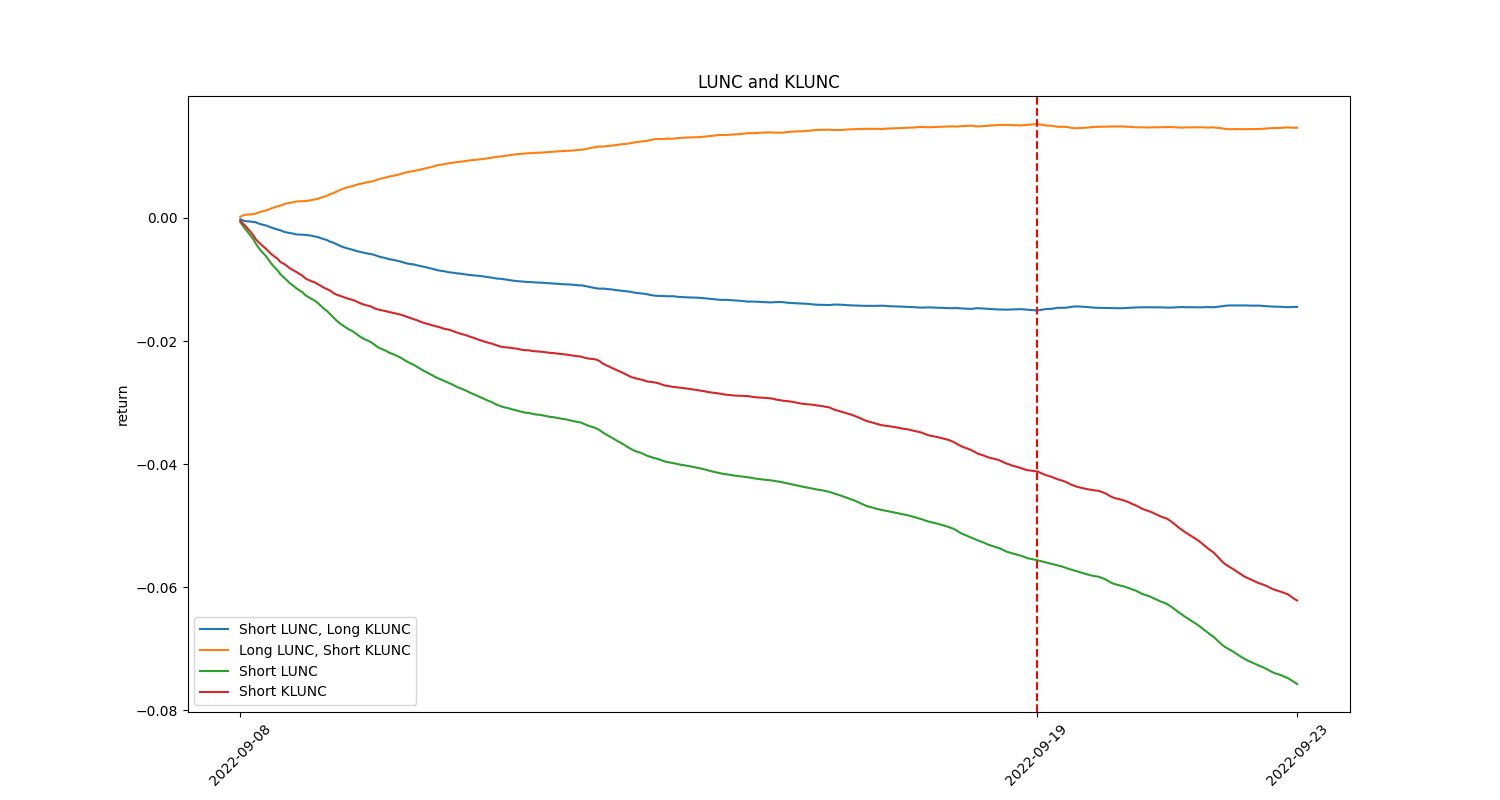 LUNC and KLUNC
return
0.00
−0.02
−0.04
−0.06
−0.08
Short LUNC, Long KLUNC
Long LUNC, Short KLUNC
Short LUNC
Short KLUNC
2022-09-08
2022-09-19
2022-09-23